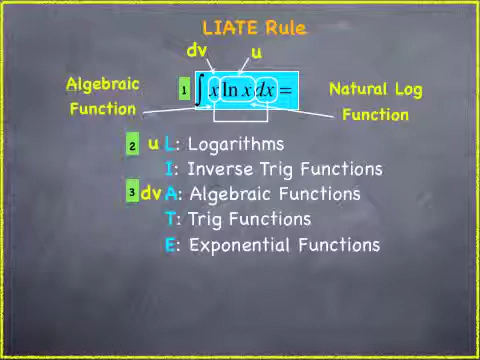 LIATE Rule
dv u
Algebraic Function
1 ∫ x ln x dx =
Natural Log Function
2 u L: Logarithms
I: Inverse Trig Functions
3 dv A: Algebraic Functions
T: Trig Functions
E: Exponential Functions